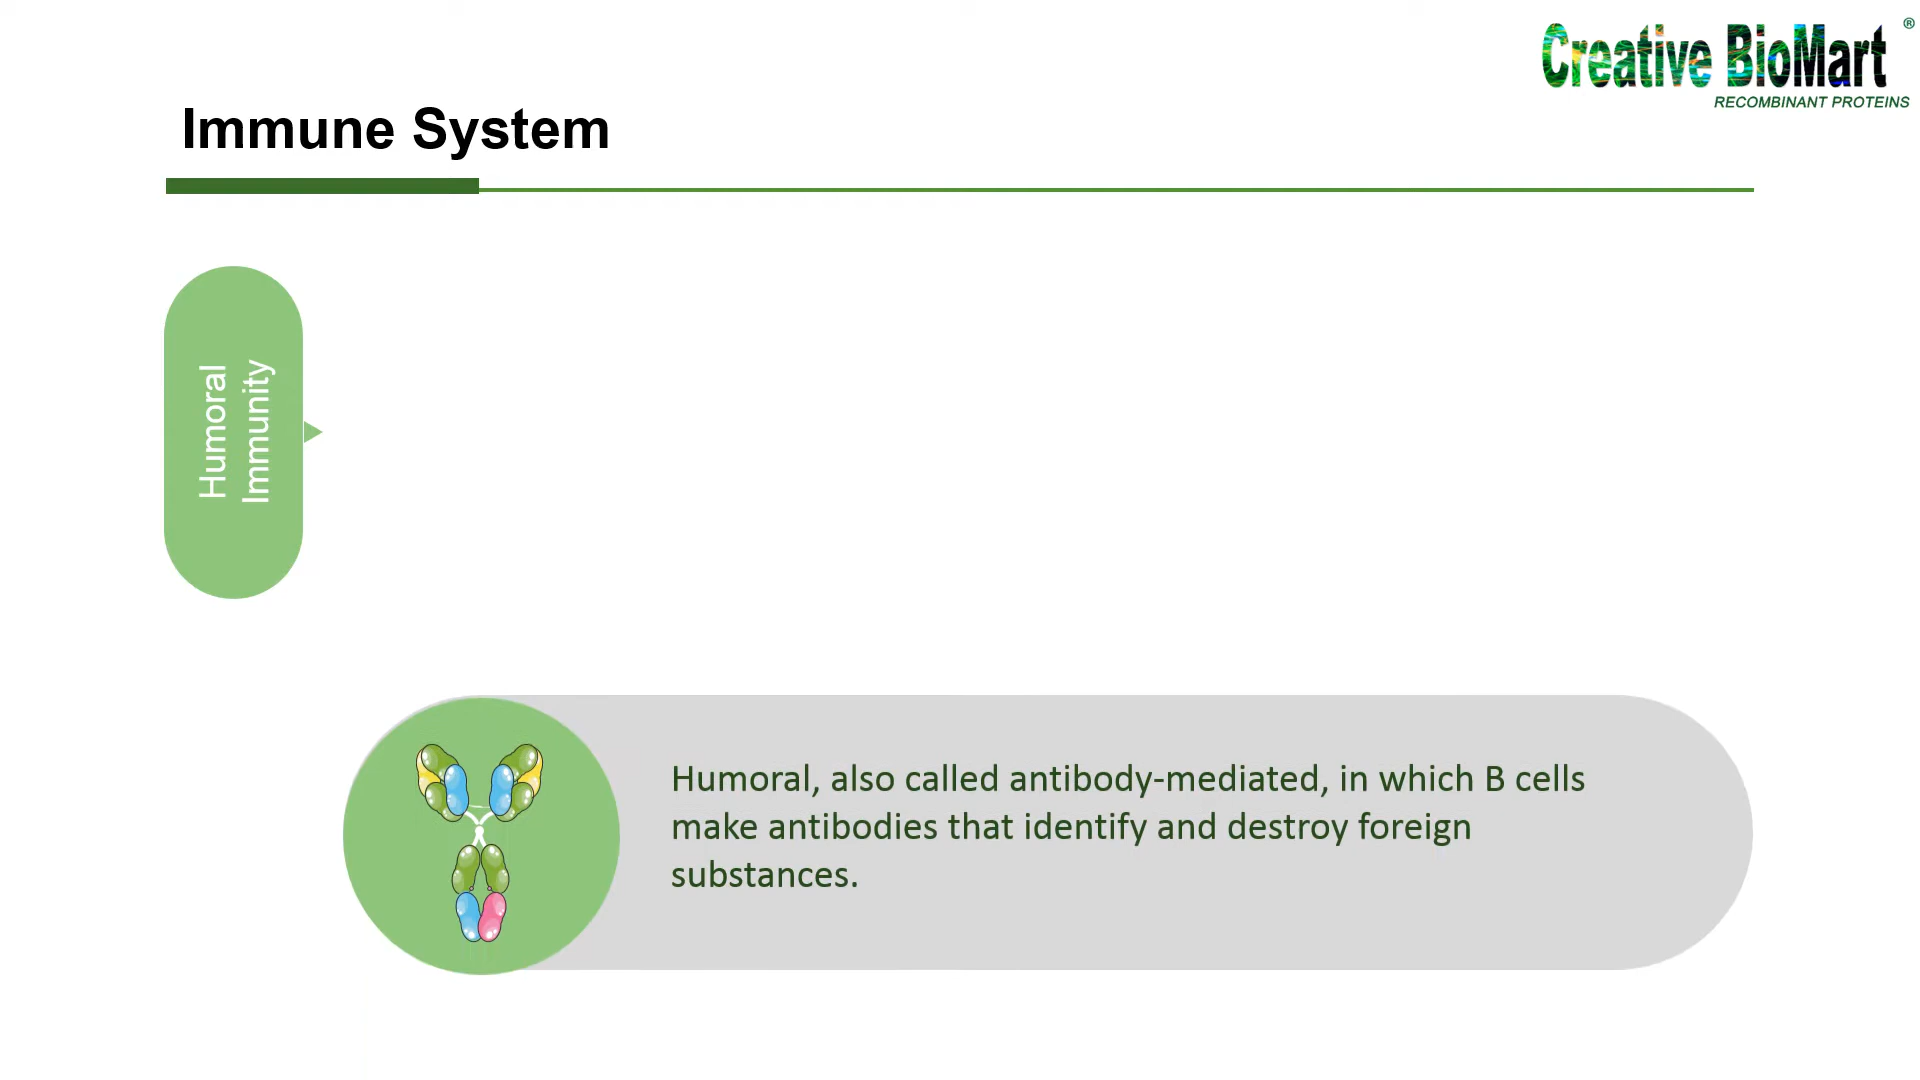 Creative BioMart ®
RECOMBINANT PROTEINS
Immune System
Humoral
Immunity
Humoral, also called antibody-mediated, in which B cells
make antibodies that identify and destroy foreign
substances.